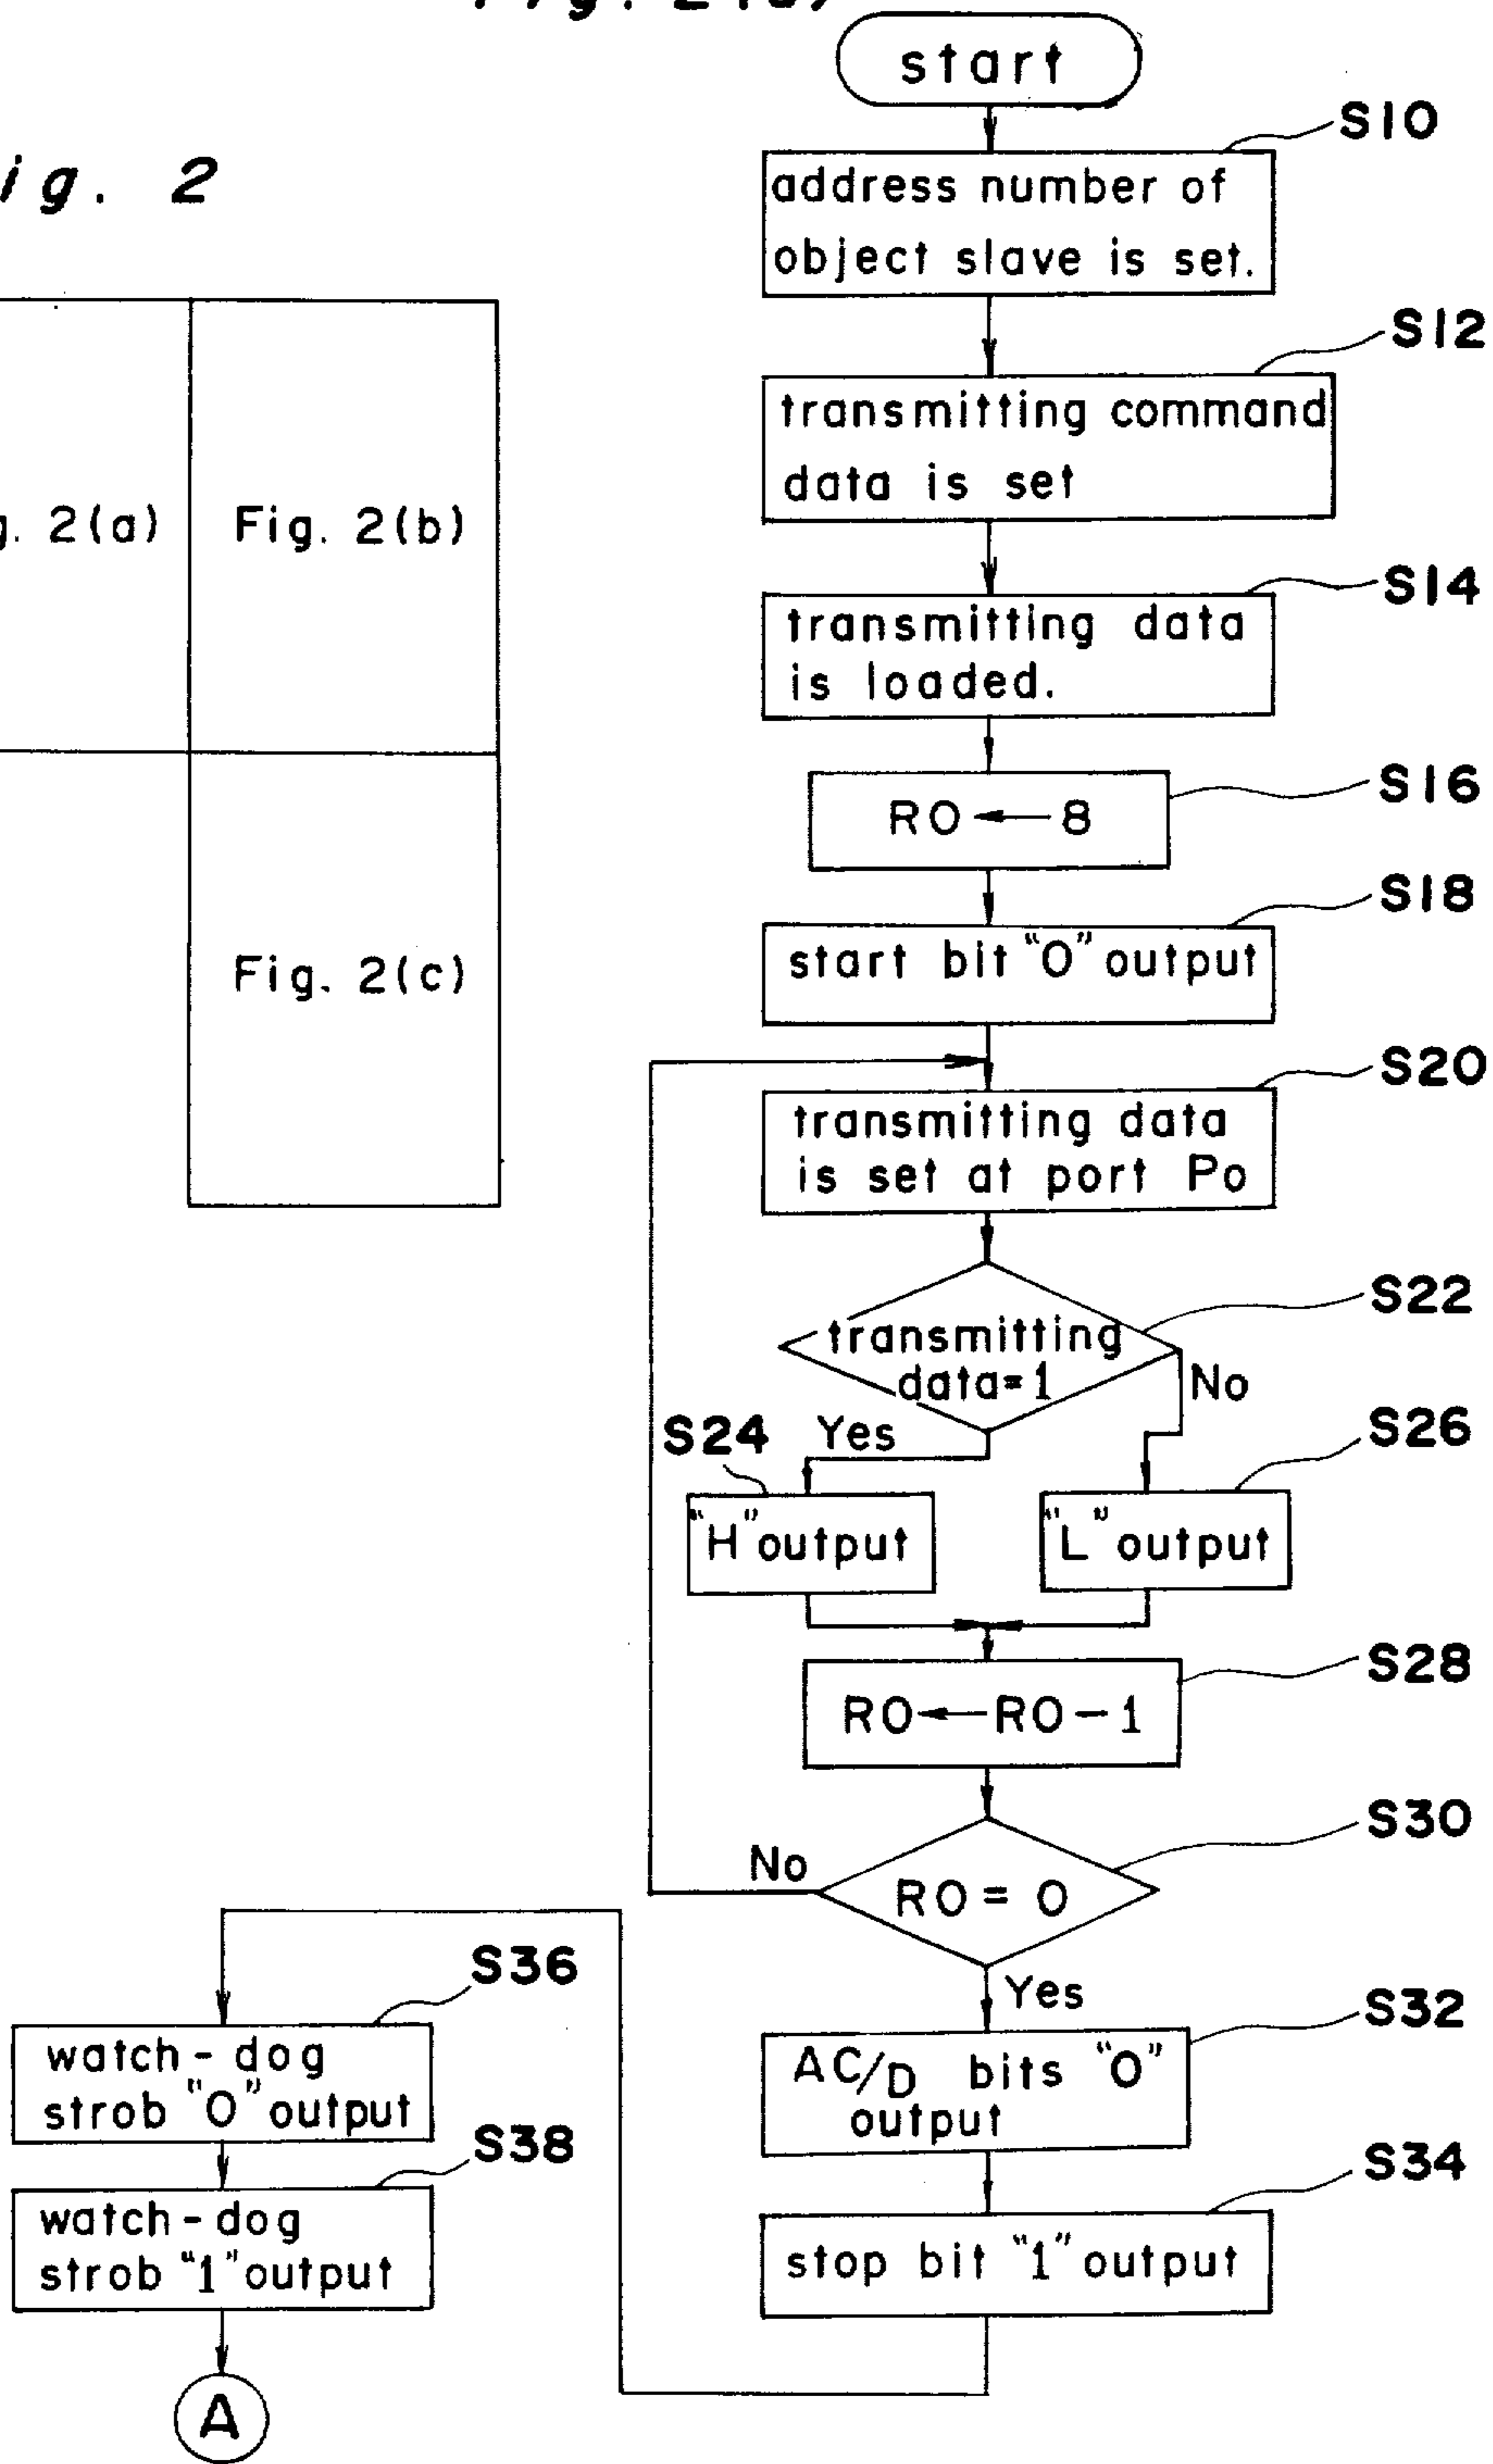 ig. 2
g. 2(a)
Fig. 2(b)
Fig. 2(c)
start
S10
address number of
object slave is set.
S12
transmitting command
data is set
S14
transmitting data
is loaded.
S16
RO ← 8
S18
start bit "0" output
S20
transmitting data
is set at port Po
S22
transmitting
data=1
No
Yes
S24
"H" output
S26
"L" output
S28
RO←RO-1
S30
RO = 0
No
Yes
S32
AC/D bits "0"
output
S34
stop bit "1" output
S36
watch-dog
strob "0" output
S38
watch-dog
strob "1" output
A